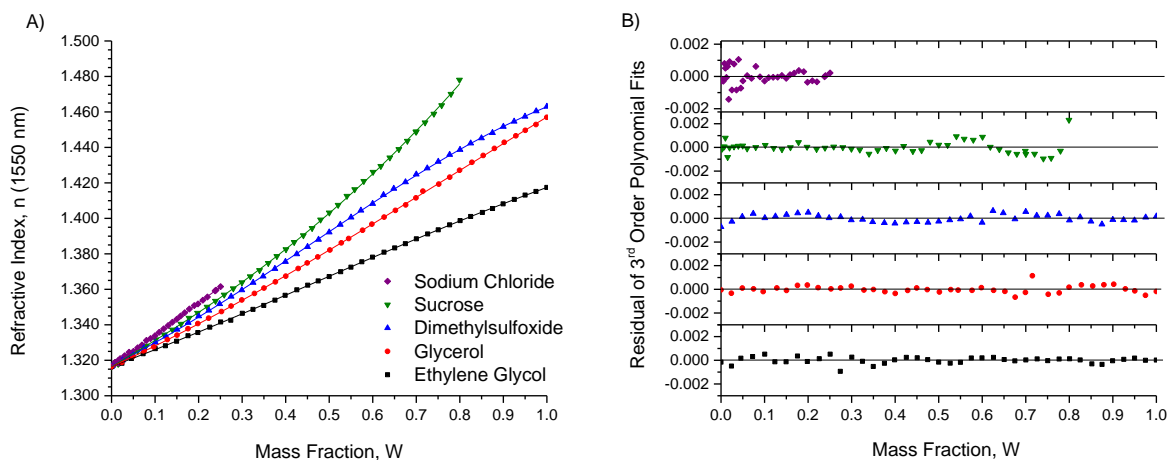 A)
1.500
1.480
1.460
1.440
1.420
1.400
1.380
1.360
1.340
1.320
1.300
Refractive Index, n (1550 nm)
Sodium Chloride
Sucrose
Dimethylsulfoxide
Glycerol
Ethylene Glycol
0.0 0.1 0.2 0.3 0.4 0.5 0.6 0.7 0.8 0.9 1.0
Mass Fraction, W
B)
Residual of 3rd Order Polynomial Fits
0.002
0.000
-0.002
0.002
0.000
-0.002
0.002
0.000
-0.002
0.002
0.000
-0.002
0.002
0.000
-0.002
0.0 0.1 0.2 0.3 0.4 0.5 0.6 0.7 0.8 0.9 1.0
Mass Fraction, W